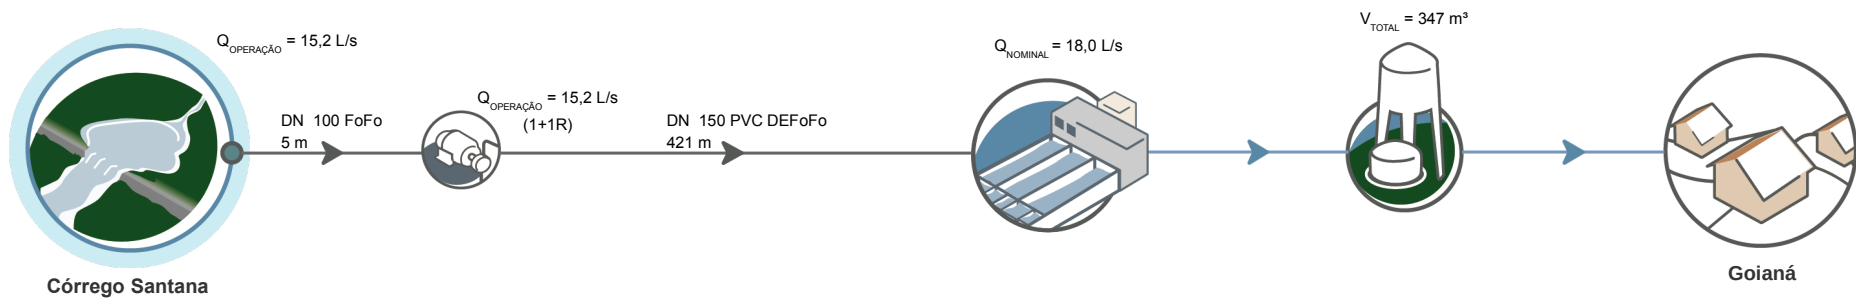 Q OPERAÇÃO = 15,2 L/s
DN 100 FoFo
5 m
Q OPERAÇÃO = 15,2 L/s
(1+1R)
DN 150 PVC DEFoFo
421 m
Q NOMINAL = 18,0 L/s
V TOTAL = 347 m³
Córrego Santana
Goianá